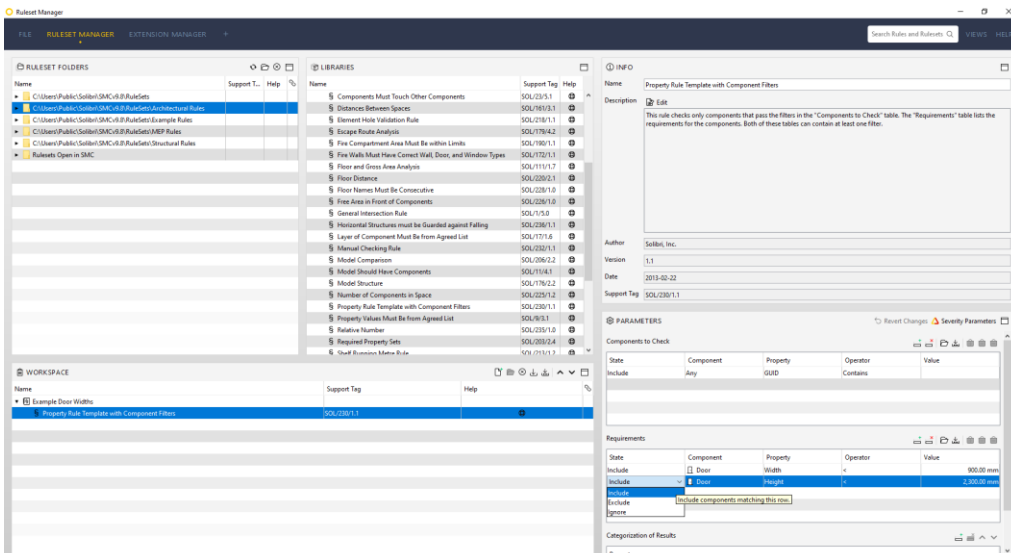 Ruleset Manager
FILE RULESET MANAGER EXTENSION MANAGER +
Search Rules and Rulesets VIEWS HELP
RULESET FOLDERS
Name Support T... Help
C:\Users\Public\Solibri\SMCv9.8\RuleSets
C:\Users\Public\Solibri\SMCv9.8\RuleSets\Architectural Rules
C:\Users\Public\Solibri\SMCv9.8\RuleSets\Example Rules
C:\Users\Public\Solibri\SMCv9.8\RuleSets\MEP Rules
C:\Users\Public\Solibri\SMCv9.8\RuleSets\Structural Rules
Rulesets Open in SMC
LIBRARIES
Name Support Tag Help
§ Components Must Touch Other Components SOL/23/5.1
§ Distances Between Spaces SOL/161/3.1
§ Element Hole Validation Rule SOL/218/1.1
§ Escape Route Analysis SOL/179/4.2
§ Fire Compartment Area Must Be within Limits SOL/190/1.1
§ Fire Walls Must Have Correct Wall, Door, and Window Types SOL/172/1.1
§ Floor and Gross Area Analysis SOL/111/1.7
§ Floor Distance SOL/220/2.1
§ Floor Names Must Be Consecutive SOL/228/1.0
§ Free Area in Front of Components SOL/226/1.0
§ General Intersection Rule SOL/1/5.0
§ Horizontal Structures must be Guarded against Falling SOL/236/1.1
§ Layer of Component Must Be from Agreed List SOL/17/1.6
§ Manual Checking Rule SOL/232/1.1
§ Model Comparison SOL/206/2.2
§ Model Should Have Components SOL/11/4.1
§ Model Structure SOL/176/2.2
§ Number of Components in Space SOL/225/1.2
§ Property Rule Template with Component Filters SOL/230/1.1
§ Property Values Must Be from Agreed List SOL/9/3.1
§ Relative Number SOL/235/1.0
§ Required Property Sets SOL/203/2.4
§ Shelf Running Metre Rule SOL/213/1.2
WORKSPACE
Name Support Tag Help
§ Example Door Widths
§ Property Rule Template with Component Filters SOL/230/1.1
INFO
Name Property Rule Template with Component Filters
Description Edit
This rule checks only components that pass the filters in the "Components to Check" table. The "Requirements" table lists the
requirements for the components. Both of these tables can contain at least one filter.
Author Solibri, Inc.
Version 1.1
Date 2013-02-22
Support Tag SOL/230/1.1
PARAMETERS Revert Changes Severity Parameters
Components to Check
State Component Property Operator Value
Include Any GUID Contains
Requirements
State Component Property Operator Value
Include Door Width < 900.00 mm
Include Door Height < 2,300.00 mm
Include
Exclude
Ignore
Include components matching this row.
Categorization of Results